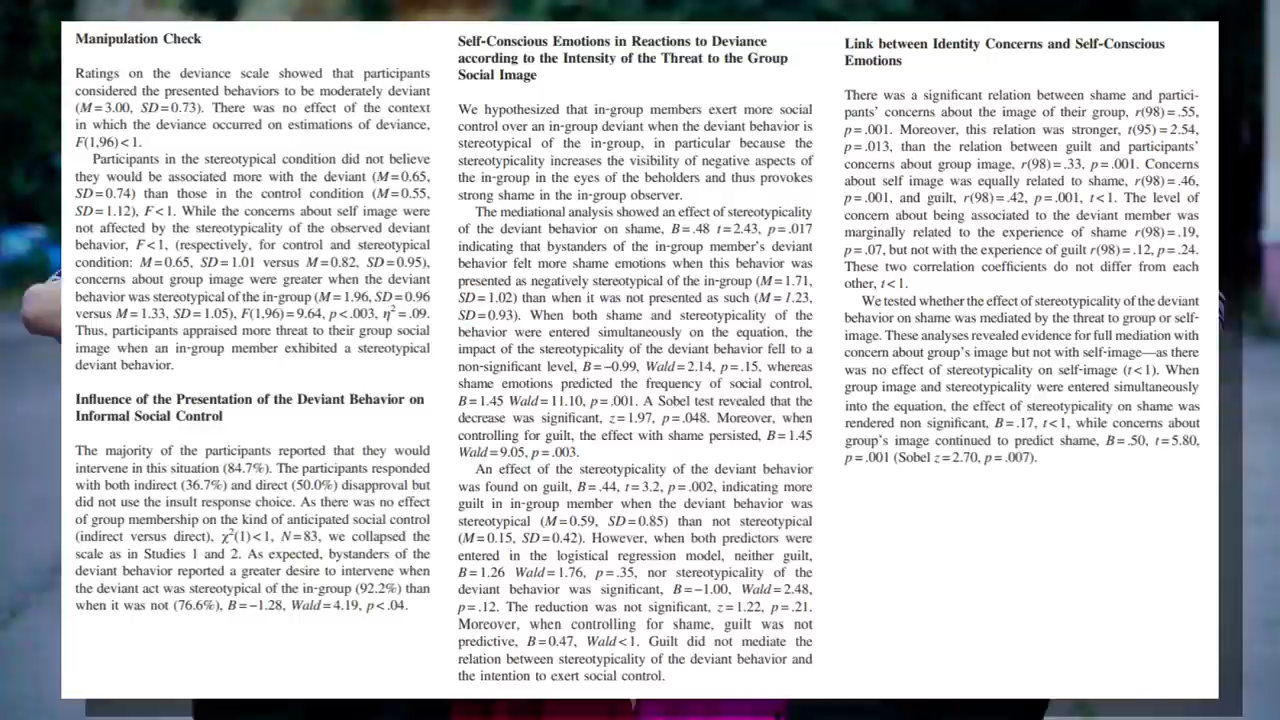 Manipulation Check
Ratings on the deviance scale showed that participants
considered the presented behaviors to be moderately deviant
(M=3.00, SD=0.73). There was no effect of the context
in which the deviance occurred on estimations of deviance,
F(1,96)<1.
Participants in the stereotypical condition did not believe
they would be associated more with the deviant (M=0.65,
SD=0.74) than those in the control condition (M=0.55,
SD=1.12), F<1. While the concerns about self image were
not affected by the stereotypicality of the observed deviant
behavior, F<1, (respectively, for control and stereotypical
condition: M=0.65, SD=1.01 versus M=0.82, SD=0.95),
concerns about group image were greater when the deviant
behavior was stereotypical of the in-group (M=1.96, SD=0.96
versus M=1.33, SD=1.05), F(1,96)=9.64, p<.003, η²=.09.
Thus, participants appraised more threat to their group social
image when an in-group member exhibited a stereotypical
deviant behavior.
Influence of the Presentation of the Deviant Behavior on
Informal Social Control
The majority of the participants reported that they would
intervene in this situation (84.7%). The participants responded
with both indirect (36.7%) and direct (50.0%) disapproval but
did not use the insult response choice. As there was no effect
of group membership on the kind of anticipated social control
(indirect versus direct), χ²(1)<1, N=83, we collapsed the
scale as in Studies 1 and 2. As expected, bystanders of the
deviant behavior reported a greater desire to intervene when
the deviant act was stereotypical of the in-group (92.2%) than
when it was not (76.6%), B=−1.28, Wald=4.19, p<.04.
Self-Conscious Emotions in Reactions to Deviance
according to the Intensity of the Threat to the Group
Social Image
We hypothesized that in-group members exert more social
control over an in-group deviant when the deviant behavior is
stereotypical of the in-group, in particular because the
stereotypicality increases the visibility of negative aspects of
the in-group in the eyes of the beholders and thus provokes
strong shame in the in-group observer.
The mediational analysis showed an effect of stereotypicality
of the deviant behavior on shame, B=.48 t=2.43, p=.017
indicating that bystanders of the in-group member's deviant
behavior felt more shame emotions when this behavior was
presented as negatively stereotypical of the in-group (M=1.71,
SD=1.02) than when it was not presented as such (M=1.23,
SD=0.93). When both shame and stereotypicality of the
behavior were entered simultaneously on the equation, the
impact of the stereotypicality of the deviant behavior fell to a
non-significant level, B=−0.99, Wald=2.14, p=.15, whereas
shame emotions predicted the frequency of social control,
B=1.45 Wald=11.10, p=.001. A Sobel test revealed that the
decrease was significant, z=1.97, p=.048. Moreover, when
controlling for guilt, the effect with shame persisted, B=1.45
Wald=9.05, p=.003.
An effect of the stereotypicality of the deviant behavior
was found on guilt, B=.44, t=3.2, p=.002, indicating more
guilt in in-group member when the deviant behavior was
stereotypical (M=0.59, SD=0.85) than not stereotypical
(M=0.15, SD=0.42). However, when both predictors were
entered in the logistical regression model, neither guilt,
B=1.26 Wald=1.76, p=.35, nor stereotypicality of the
deviant behavior was significant, B=−1.00, Wald=2.48,
p=.12. The reduction was not significant, z=1.22, p=.21.
Moreover, when controlling for shame, guilt was not
predictive, B=0.47, Wald<1. Guilt did not mediate the
relation between stereotypicality of the deviant behavior and
the intention to exert social control.
Link between Identity Concerns and Self-Conscious
Emotions
There was a significant relation between shame and partici-
pants' concerns about the image of their group, r(98)=.55,
p=.001. Moreover, this relation was stronger, t(95)=2.54,
p=.013, than the relation between guilt and participants'
concerns about group image, r(98)=.33, p=.001. Concerns
about self image was equally related to shame, r(98)=.46,
p=.001, and guilt, r(98)=.42, p=.001, t<1. The level of
concern about being associated to the deviant member was
marginally related to the experience of shame r(98)=.19,
p=.07, but not with the experience of guilt r(98)=.12, p=.24.
These two correlation coefficients do not differ from each
other, t<1.
We tested whether the effect of stereotypicality of the deviant
behavior on shame was mediated by the threat to group or self-
image. These analyses revealed evidence for full mediation with
concern about group's image but not with self-image—as there
was no effect of stereotypicality on self-image (t<1). When
group image and stereotypicality were entered simultaneously
into the equation, the effect of stereotypicality on shame was
rendered non significant, B=.17, t<1, while concerns about
group's image continued to predict shame, B=.50, t=5.80,
p=.001 (Sobel z=2.70, p=.007).